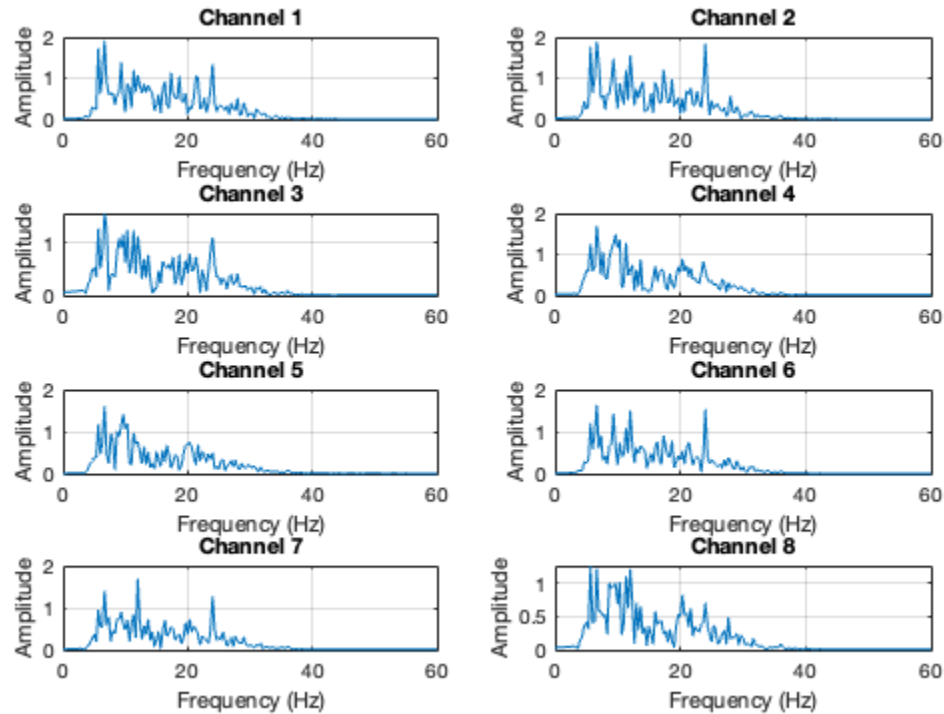 Channel 1
Channel 2
Amplitude
2
1
0
0
20
40
60
Frequency (Hz)
Amplitude
2
1
0
0
20
40
60
Frequency (Hz)
Channel 3
Channel 4
Amplitude
1
0
0
20
40
60
Frequency (Hz)
Amplitude
2
1
0
0
20
40
60
Frequency (Hz)
Channel 5
Channel 6
Amplitude
2
1
0
0
20
40
60
Frequency (Hz)
Amplitude
2
1
0
0
20
40
60
Frequency (Hz)
Channel 7
Channel 8
Amplitude
2
1
0
0
20
40
60
Frequency (Hz)
Amplitude
1
0.5
0
0
20
40
60
Frequency (Hz)